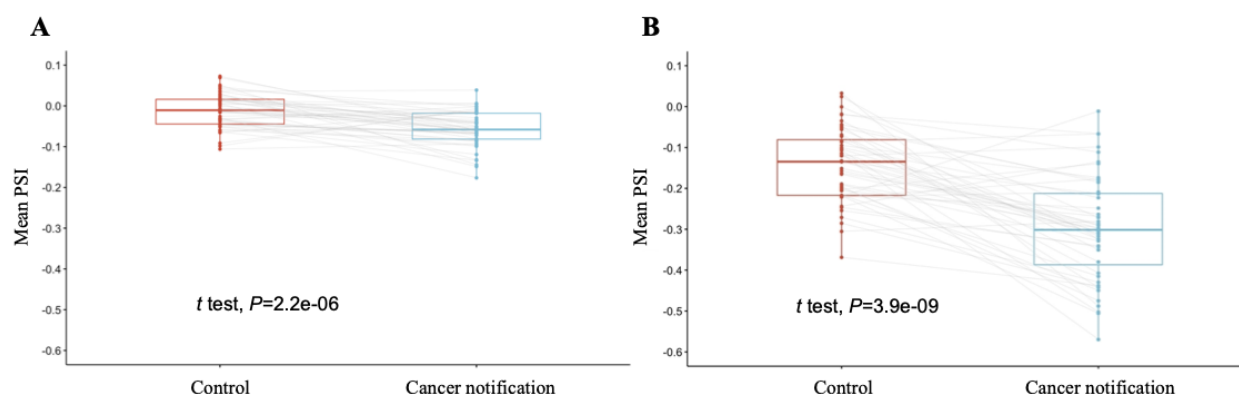 A
Mean PSI
0.1
0.0
-0.1
-0.2
-0.3
-0.4
-0.5
-0.6
t test, P=2.2e-06
Control
Cancer notification
B
Mean PSI
0.1
0.0
-0.1
-0.2
-0.3
-0.4
-0.5
-0.6
t test, P=3.9e-09
Control
Cancer notification